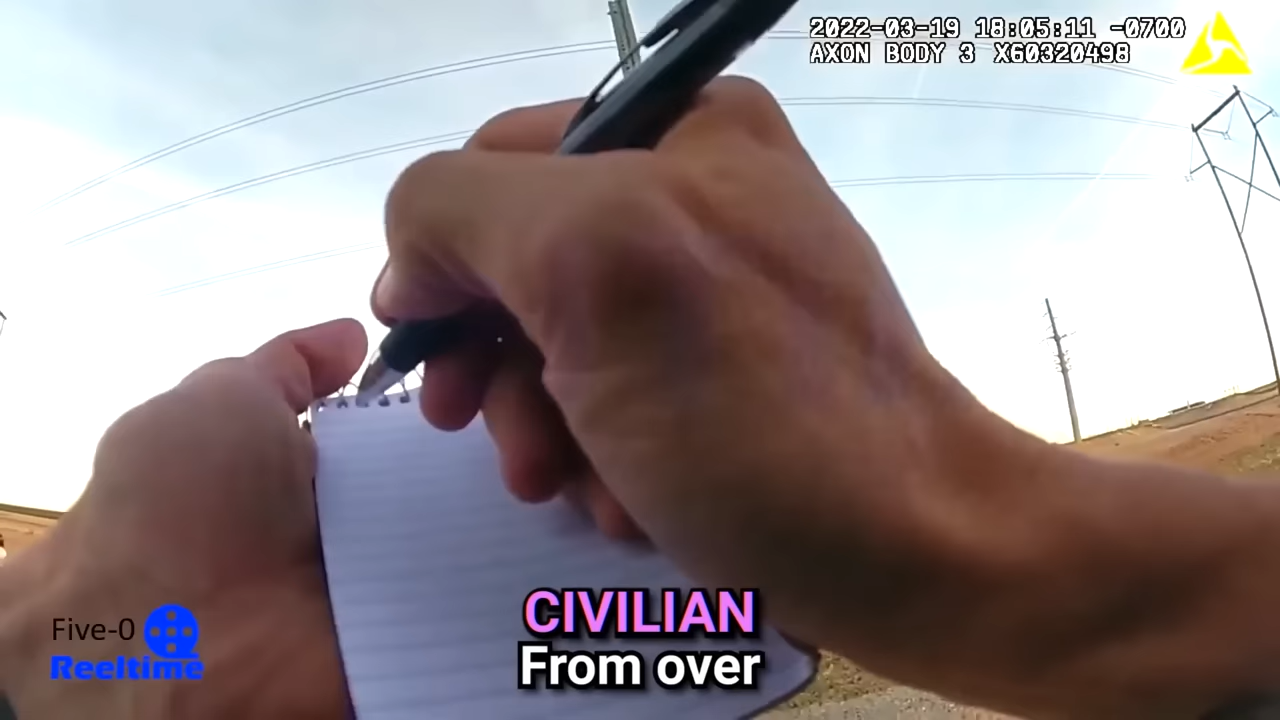 2022-03-19 18:05:11 -0700
AXON BODY 3 X60320498
Five-0
Reeltime
CIVILIAN
From over